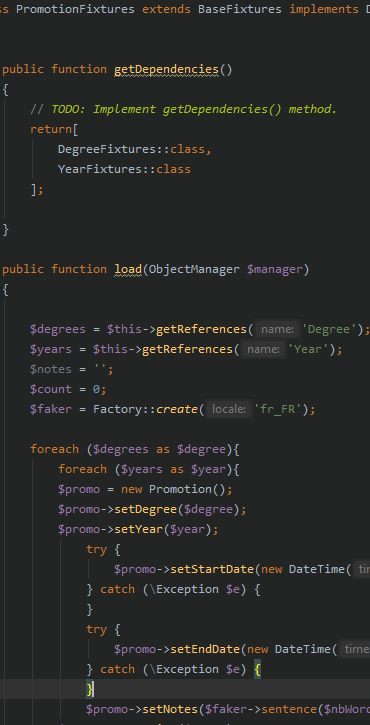 PromotionFixtures extends BaseFixtures implements
public function getDependencies()
{
// TODO: Implement getDependencies() method.
return[
DegreeFixtures::class,
YearFixtures::class
];
}
public function load(ObjectManager $manager)
{
$degrees = $this->getReferences( name: 'Degree');
$years = $this->getReferences( name: 'Year');
$notes = '';
$count = 0;
$faker = Factory::create( locale: 'fr_FR');
foreach ($degrees as $degree){
foreach ($years as $year){
$promo = new Promotion();
$promo->setDegree($degree);
$promo->setYear($year);
try {
$promo->setStartDate(new DateTime(
} catch (\Exception $e) {
}
try {
$promo->setEndDate(new DateTime( time
} catch (\Exception $e) {
}
$promo->setNotes($faker->sentence($nbWor